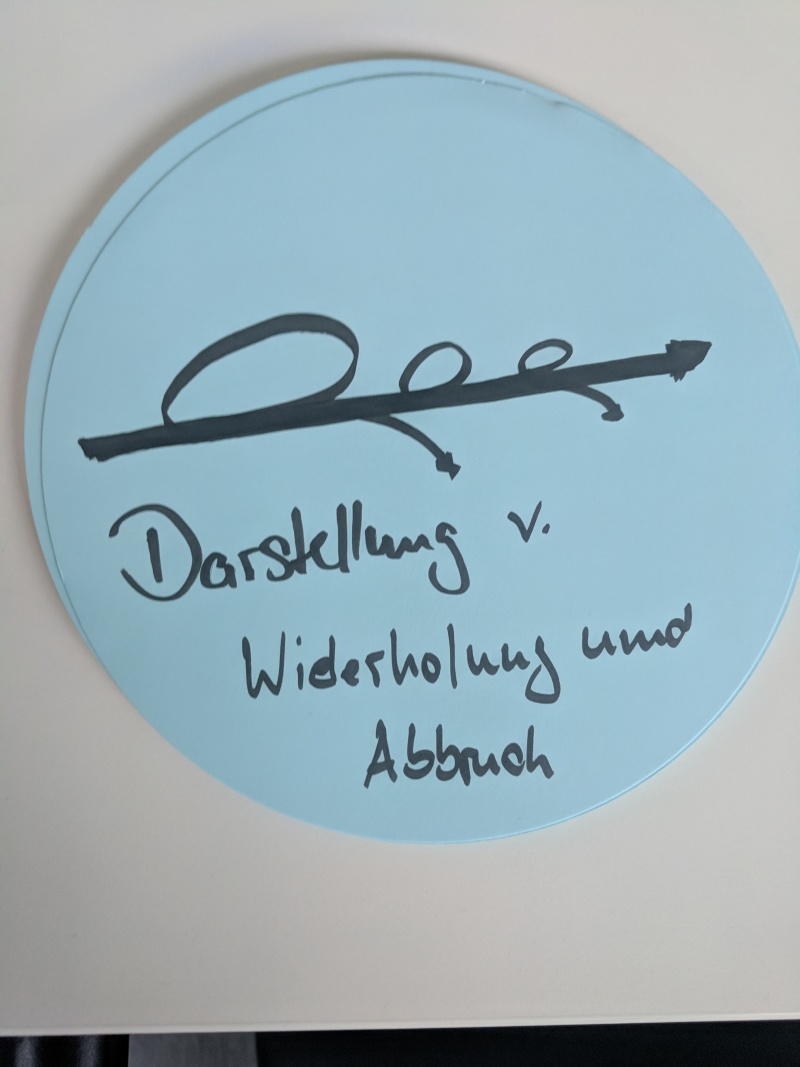 Darstellung v.
Widerholung und
Abbruch